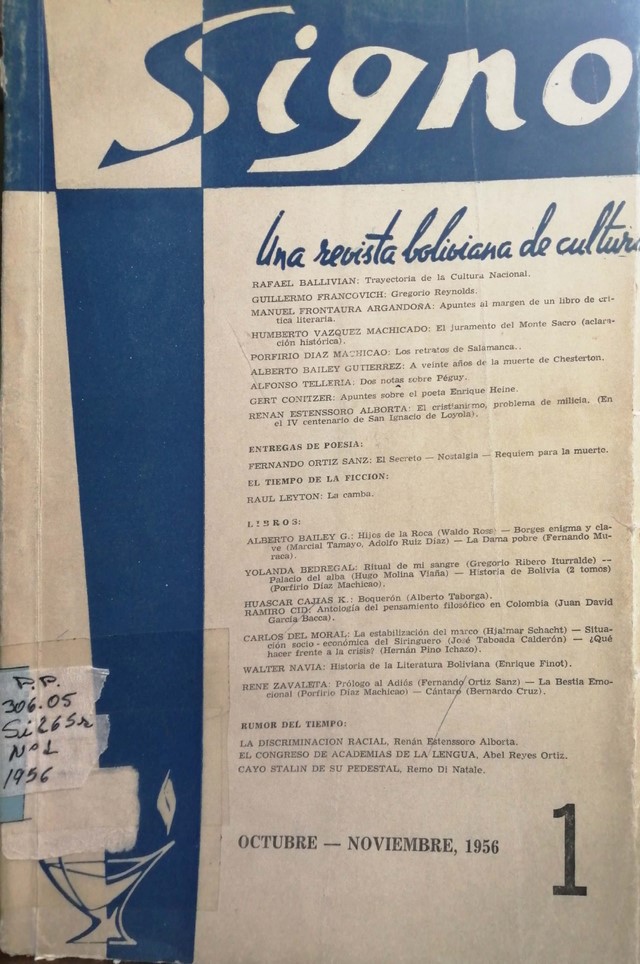 Signo
Una revista boliviana de cultura
RAFAEL BALLIVIAN: Trayectoria de la Cultura Nacional.
GUILLERMO FRANCOVICH: Gregorio Reynolds.
MANUEL FRONTAURA ARGANDOÑA: Apuntes al margen de un libro de crí-
tica literaria.
HUMBERTO VAZQUEZ MACHICADO: El juramento del Monte Sacro (aclara-
ción histórica).
PORFIRIO DIAZ MACHICAO: Los retratos de Salamanca..
ALBERTO BAILEY GUTIERREZ: A veinte años de la muerte de Chesterton.
ALFONSO TELLERIA: Dos notas sobre Péguy.
GERT CONITZER: Apuntes sobre el poeta Enrique Heine.
RENAN ESTENSSORO ALBORTA: El cristianismo, problema de milicia. (En
el IV centenario de San Ignacio de Loyola).
ENTREGAS DE POESIA:
FERNANDO ORTIZ SANZ: El Secreto — Nostalgia — Requiem para la muerte.
EL TIEMPO DE LA FICCION:
RAUL LEYTON: La camba.
LIBROS:
ALBERTO BAILEY G.: Hijos de la Roca (Waldo Ross) — Borges enigma y cla-
ve (Marcial Tamayo, Adolfo Ruiz Díaz) — La Dama pobre (Fernando Mu-
raca).
YOLANDA BEDREGAL: Ritual de mi sangre (Gregorio Ribero Iturralde) —
Palacio del alba (Hugo Molina Viaña) — Historia de Bolivia (2 tomos)
(Porfirio Díaz Machicao).
HUASCAR CAJIAS K.: Boquerón (Alberto Taborga).
RAMIRO CID: Antología del pensamiento filosófico en Colombia (Juan David
García Bacca).
CARLOS DEL MORAL: La estabilización del marco (Hjalmar Schacht) — Situa-
ción socio - económica del Siringuero (José Taboada Calderón) — ¿Qué
hacer frente a la crisis? (Hernán Pino Ichazo).
WALTER NAVIA: Historia de la Literatura Boliviana (Enrique Finot).
RENE ZAVALETA: Prólogo al Adiós (Fernando Ortiz Sanz) — La Bestia Emo-
cional (Porfirio Díaz Machicao) — Cántaro (Bernardo Cruz).
RUMOR DEL TIEMPO:
LA DISCRIMINACION RACIAL, Renán Estenssoro Alborta.
EL CONGRESO DE ACADEMIAS DE LA LENGUA, Abel Reyes Ortiz.
CAYO STALIN DE SU PEDESTAL, Remo Di Natale.
P.P.
306.05
Si265r
Nº1
1956
OCTUBRE — NOVIEMBRE, 1956
1